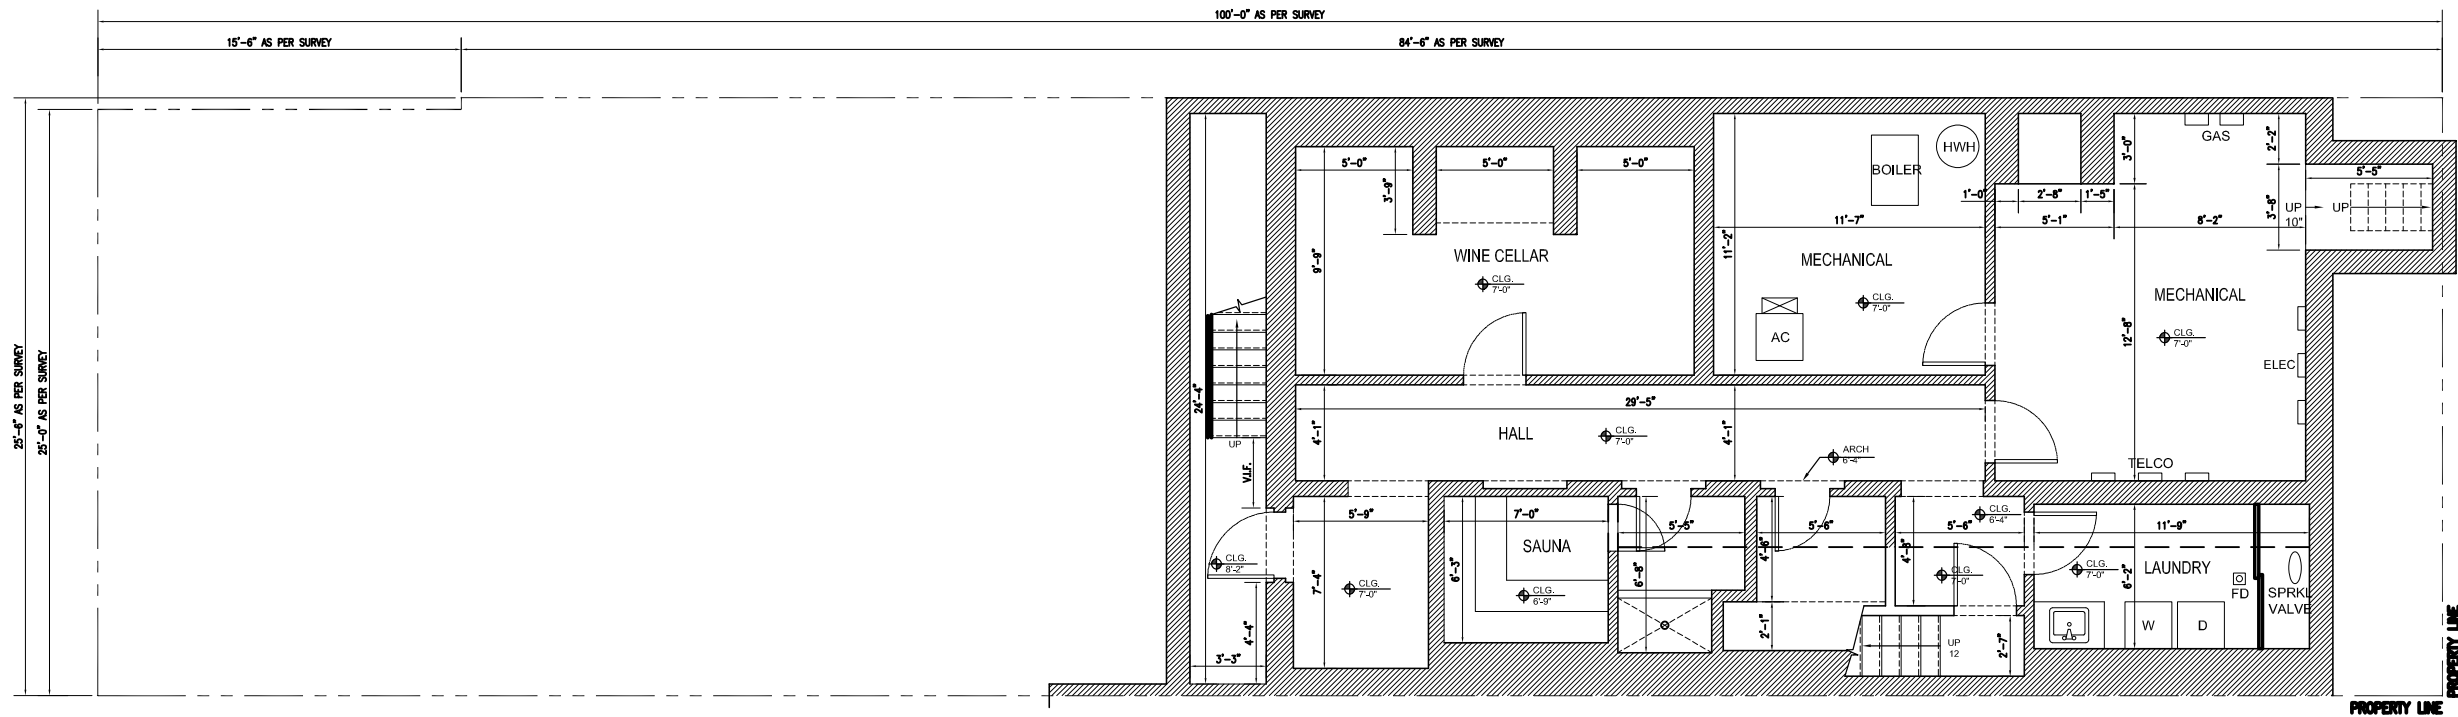 100'-0" AS PER SURVEY
15'-6" AS PER SURVEY
84'-6" AS PER SURVEY
25'-6" AS PER SURVEY
25'-0" AS PER SURVEY
24'-4"
UP
V.I.F.
CLG.
8'-2"
4'-4"
3'-3"
5'-0"
5'-0"
5'-0"
3'-9"
9'-9"
WINE CELLAR
CLG.
7'-0"
11'-2"
11'-7"
BOILER
HWH
MECHANICAL
CLG.
7'-0"
AC
1'-0"
2'-8"
1'-5"
3'-0"
5'-1"
8'-2"
GAS
2'-2"
3'-8"
5'-5"
UP
10"
UP
MECHANICAL
CLG.
7'-0"
12'-8"
ELEC
TELCO
29'-5"
4'-1"
HALL
CLG.
7'-0"
4'-1"
ARCH
6'-4"
5'-9"
7'-4"
CLG.
7'-0"
7'-0"
6'-3"
SAUNA
CLG.
6'-9"
5'-5"
6'-8"
5'-6"
4'-6"
2'-1"
5'-6"
4'-8"
CLG.
6'-4"
CLG.
7'-0"
UP
12
2'-7"
11'-9"
CLG.
7'-0"
6'-2"
LAUNDRY
FD
SPRKL
VALVE
W
D
PROPERTY LINE
PROPERTY LINE